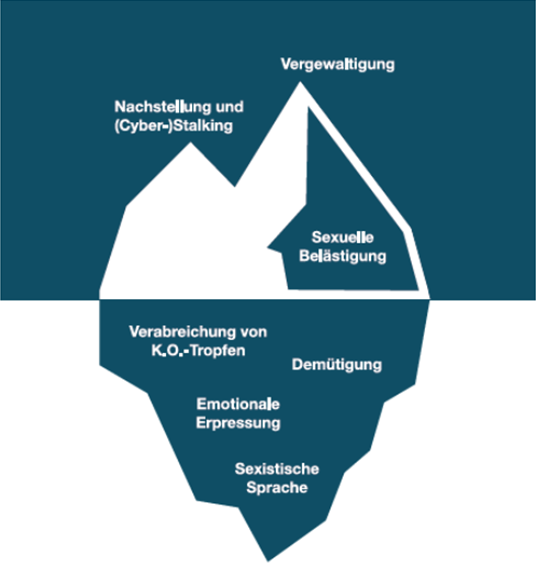 Vergewaltigung
Nachstellung und
(Cyber-)Stalking
Sexuelle
Belästigung
Verabreichung von
K.O.-Tropfen
Demütigung
Emotionale
Erpressung
Sexistische
Sprache